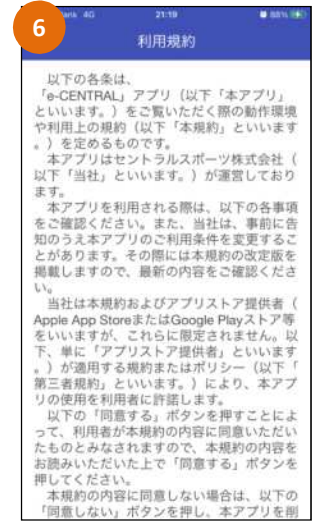 6
4G 21:19 88%
利用規約
以下の各条は、
「e-CENTRAL」アプリ（以下「本アプリ」
といいます。）をご覧いただく際の動作環境
や利用上の規約（以下「本規約」といいます
。）を定めるものです。
本アプリはセントラルスポーツ株式会社（
以下「当社」といいます。）が運営しており
ます。
本アプリを利用される際は、以下の各事項
をご確認ください。また、当社は、事前に告
知のうえ本アプリのご利用条件を変更するこ
とがあります。その際には本規約の改定版を
掲載しますので、最新の内容をご確認くださ
い。
当社は本規約およびアプリストア提供者（
Apple App StoreまたはGoogle Playストア等
をいいますが、これらに限定されません。以
下、単に「アプリストア提供者」といいます
。）が適用する規約またはポリシー（以下「
第三者規約」といいます。）により、本アプ
リの使用を利用者に許諾します。
以下の「同意する」ボタンを押すことによ
って、利用者が本規約の内容に同意いただい
たものとみなされますので、本規約の内容を
お読みいただいた上で「同意する」ボタンを
押してください。
本規約の内容に同意しない場合は、以下の
「同意しない」ボタンを押し、本アプリを削